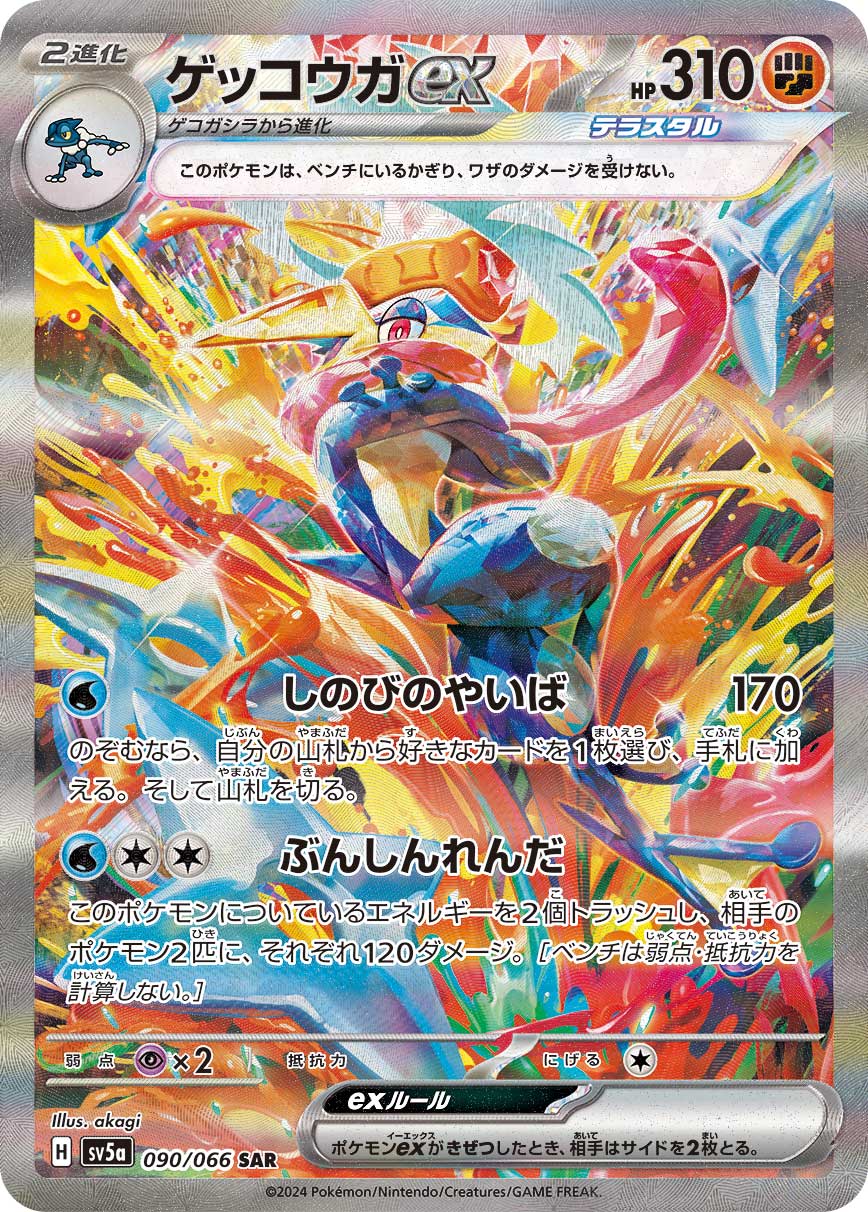 2進化
ゲッコウガex
HP310
ゲコガシラから進化
テラスタル
このポケモンは、ベンチにいるかぎり、ワザのダメージを受けない。
しのびのやいば 170
のぞむなら、自分の山札から好きなカードを1枚選び、手札に加
える。そして山札を切る。
ぶんしんれんだ
このポケモンについているエネルギーを2個トラッシュし、相手の
ポケモン2匹に、それぞれ120ダメージ。[ベンチは弱点・抵抗力を
計算しない。]
弱点 ×2 抵抗力 にげる
exルール
ポケモンexがきぜつしたとき、相手はサイドを2枚とる。
Illus. akagi
H sv5a 090/066 SAR
©2024 Pokémon/Nintendo/Creatures/GAME FREAK.